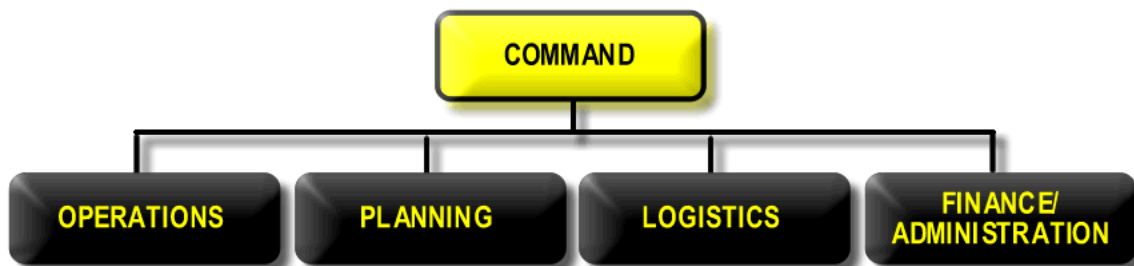 COMMAND
OPERATIONS
PLANNING
LOGISTICS
FINANCE/
ADMINISTRATION